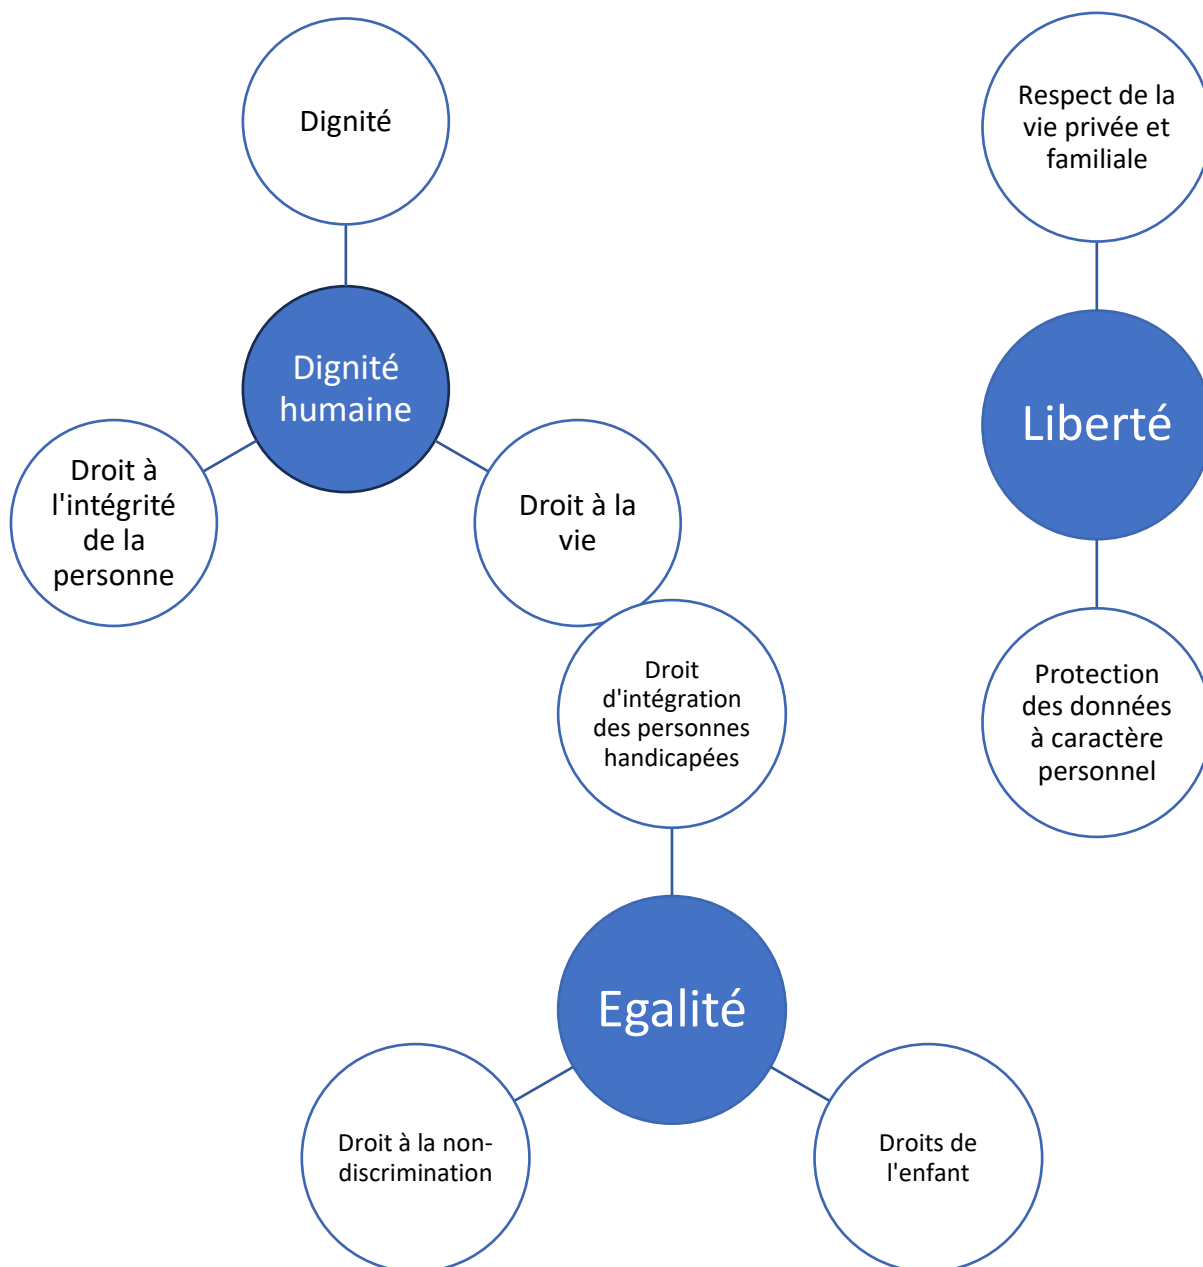 Dignité
Dignité
humaine
Droit à
l'intégrité
de la
personne
Droit à la
vie
Respect de la
vie privée et
familiale
Liberté
Protection
des données
à caractère
personnel
Droit
d'intégration
des personnes
handicapées
Egalité
Droit à la non-
discrimination
Droits de
l'enfant